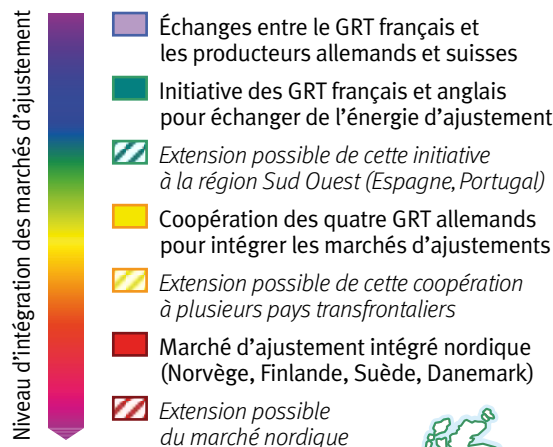 Niveau d’intégration des marchés d’ajustement
Échanges entre le GRT français et
les producteurs allemands et suisses
Initiative des GRT français et anglais
pour échanger de l’énergie d’ajustement
Extension possible de cette initiative
à la région Sud Ouest (Espagne, Portugal)
Coopération des quatre GRT allemands
pour intégrer les marchés d’ajustements
Extension possible de cette coopération
à plusieurs pays transfrontaliers
Marché d’ajustement intégré nordique
(Norvège, Finlande, Suède, Danemark)
Extension possible
du marché nordique